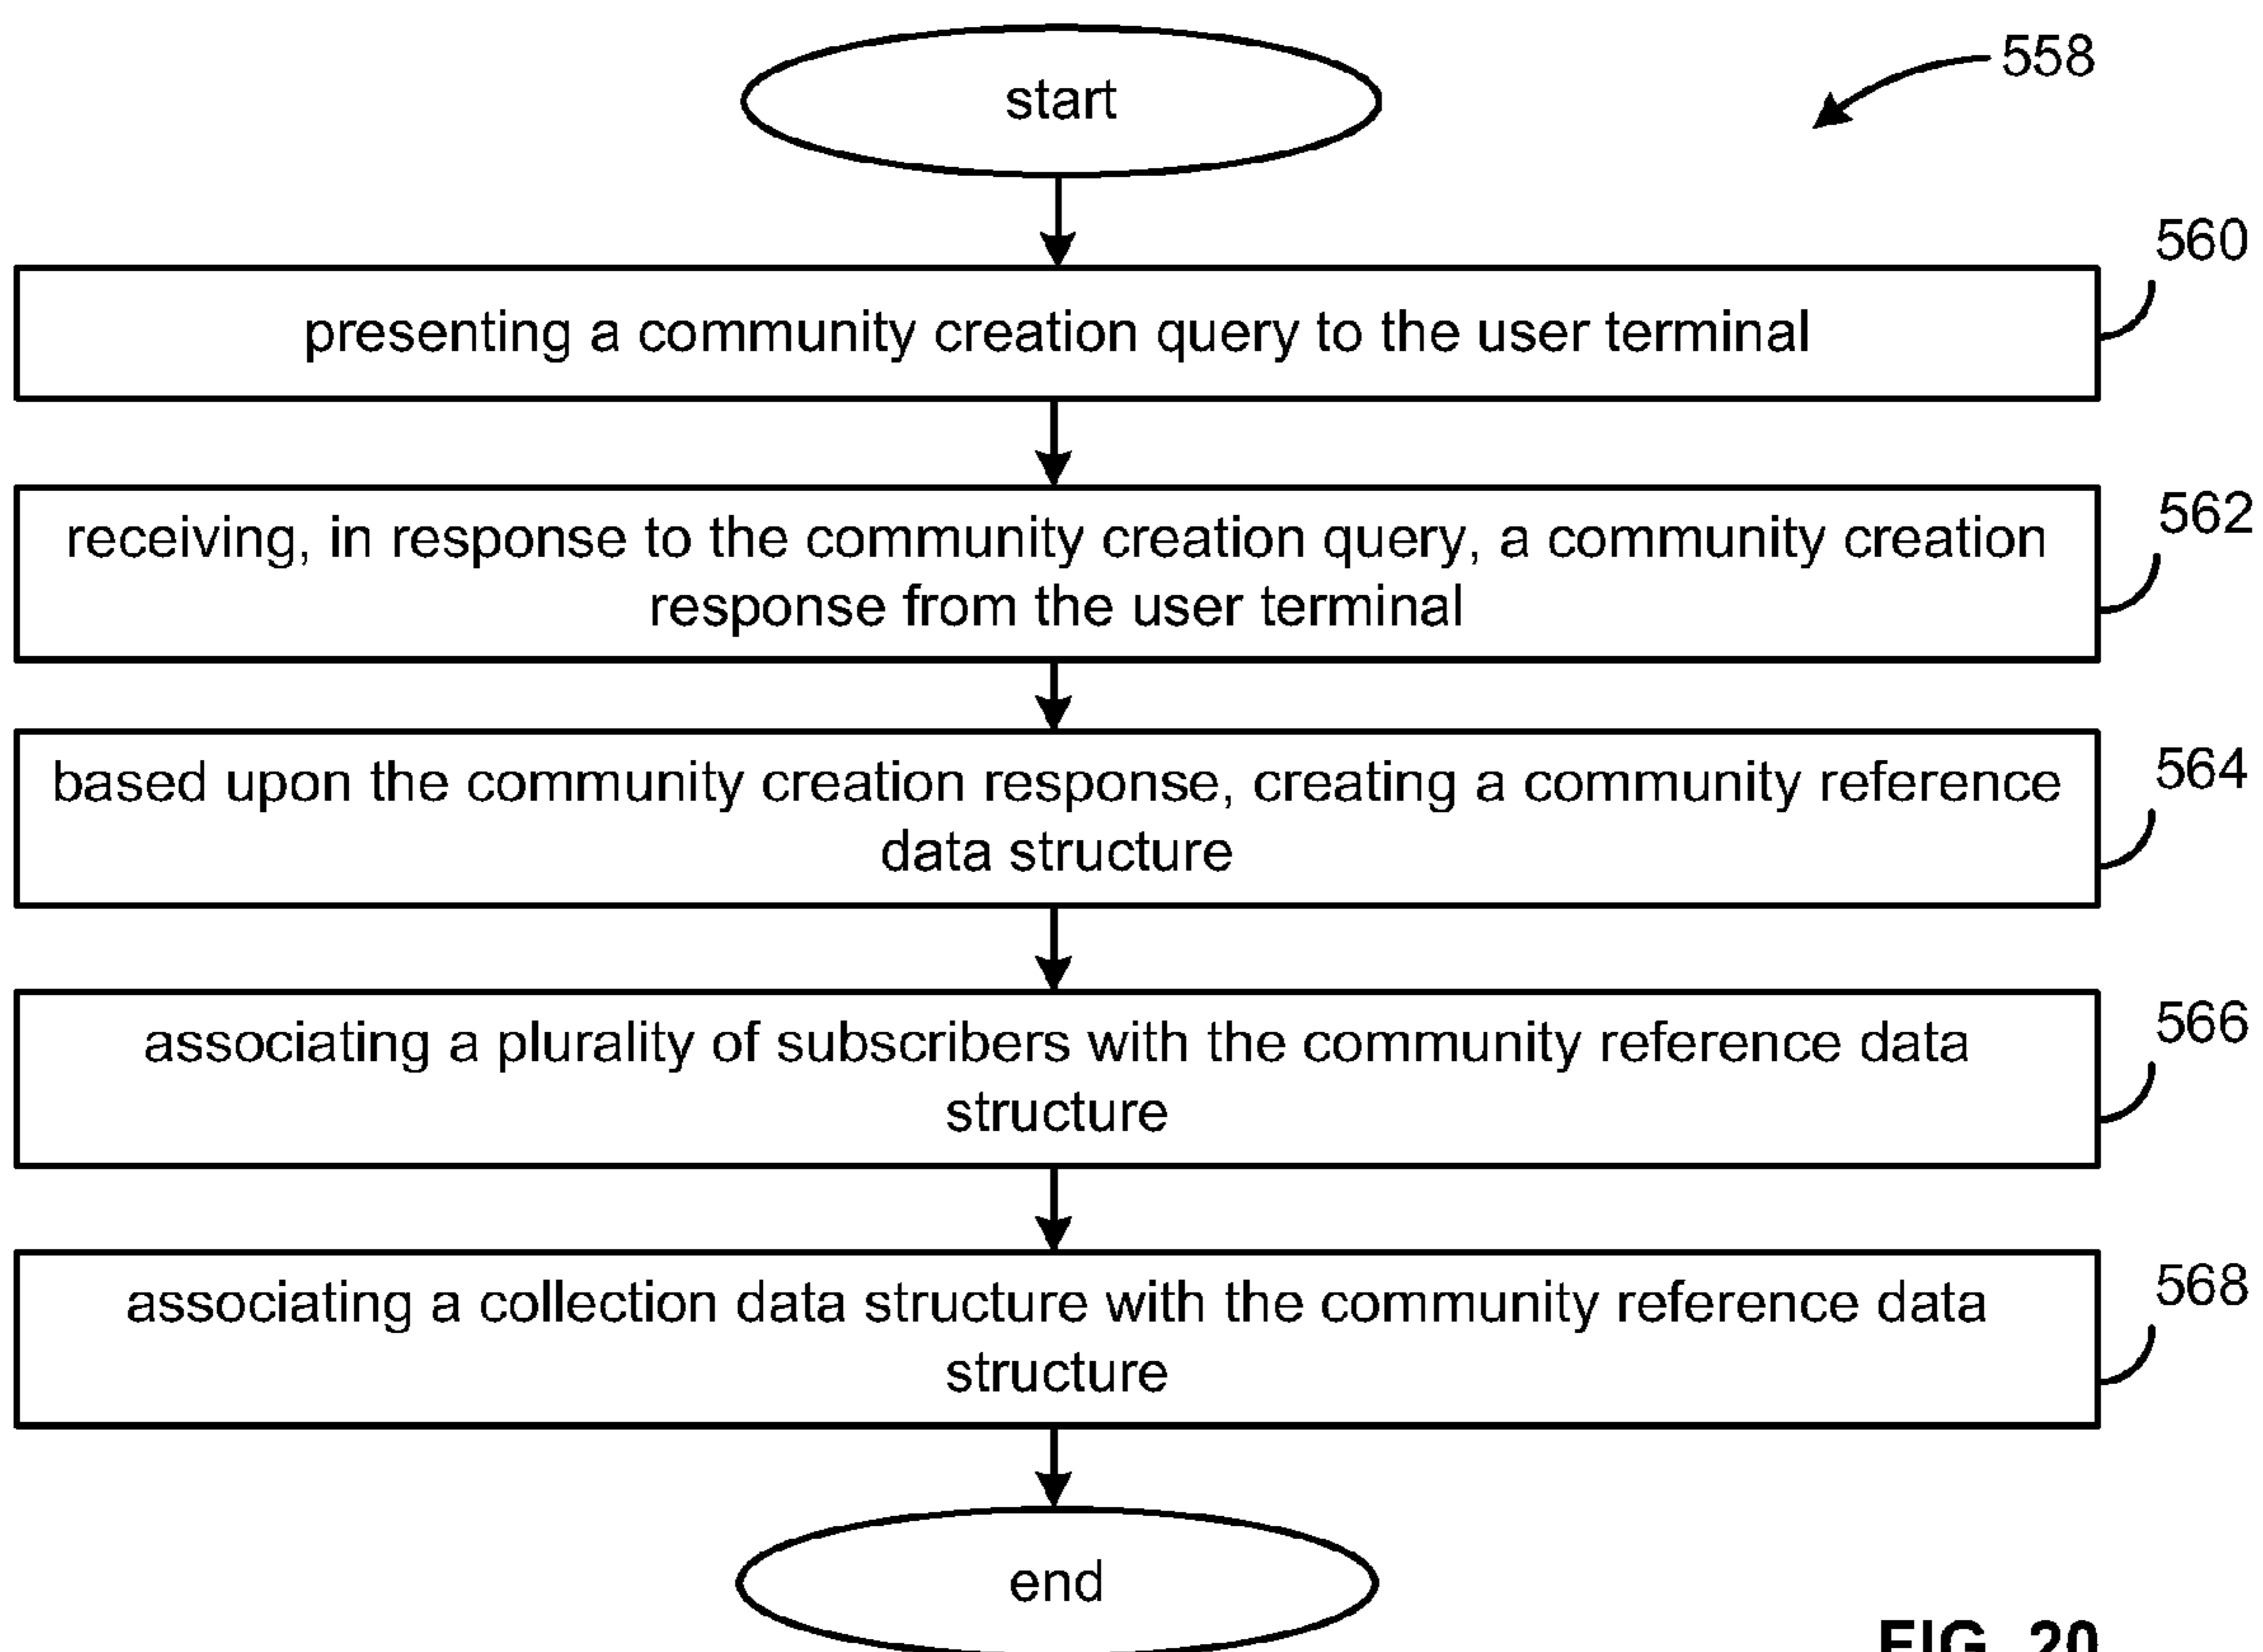 start
558
560
presenting a community creation query to the user terminal
562
receiving, in response to the community creation query, a community creation
response from the user terminal
564
based upon the community creation response, creating a community reference
data structure
566
associating a plurality of subscribers with the community reference data
structure
568
associating a collection data structure with the community reference data
structure
end
FIG. 20